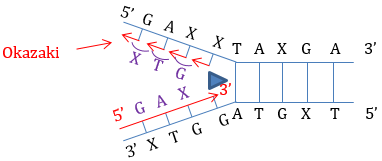 5' G A X X T A X G A 3'
Okazaki
X T G
5' G A X 3'
3' X T G G A T G X T 5'